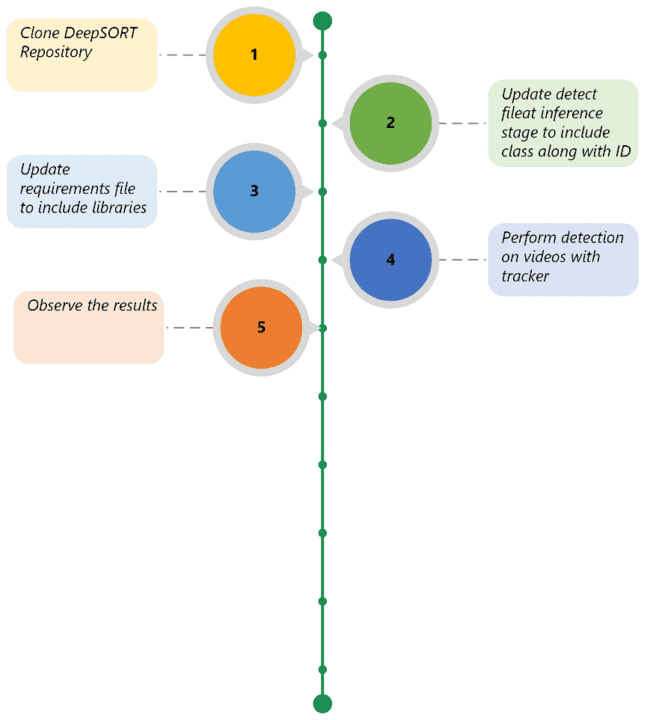 Clone DeepSORT
Repository
1
2
Update detect
fileat inference
stage to include
class along with ID
Update
requirements file
to include libraries
3
4
Perform detection
on videos with
tracker
Observe the results
5